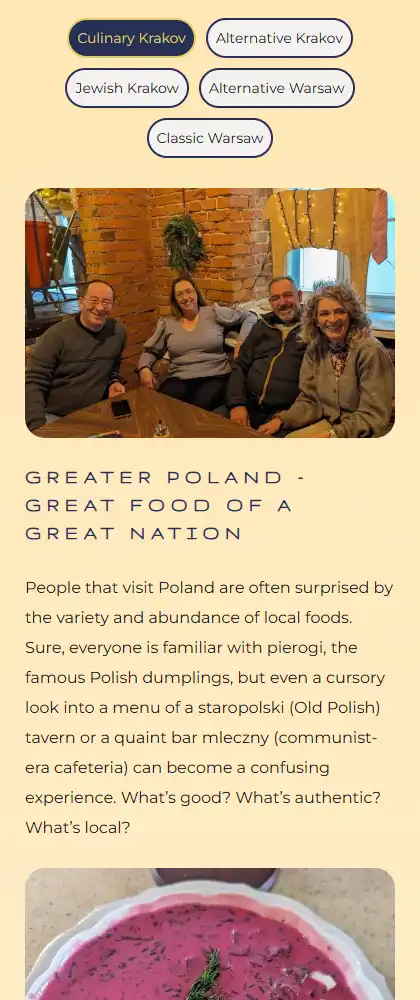 Culinary Krakov
Alternative Krakov
Jewish Krakow
Alternative Warsaw
Classic Warsaw
GREATER POLAND -
GREAT FOOD OF A
GREAT NATION
People that visit Poland are often surprised by
the variety and abundance of local foods.
Sure, everyone is familiar with pierogi, the
famous Polish dumplings, but even a cursory
look into a menu of a staropolski (Old Polish)
tavern or a quaint bar mleczny (communist-
era cafeteria) can become a confusing
experience. What’s good? What’s authentic?
What’s local?